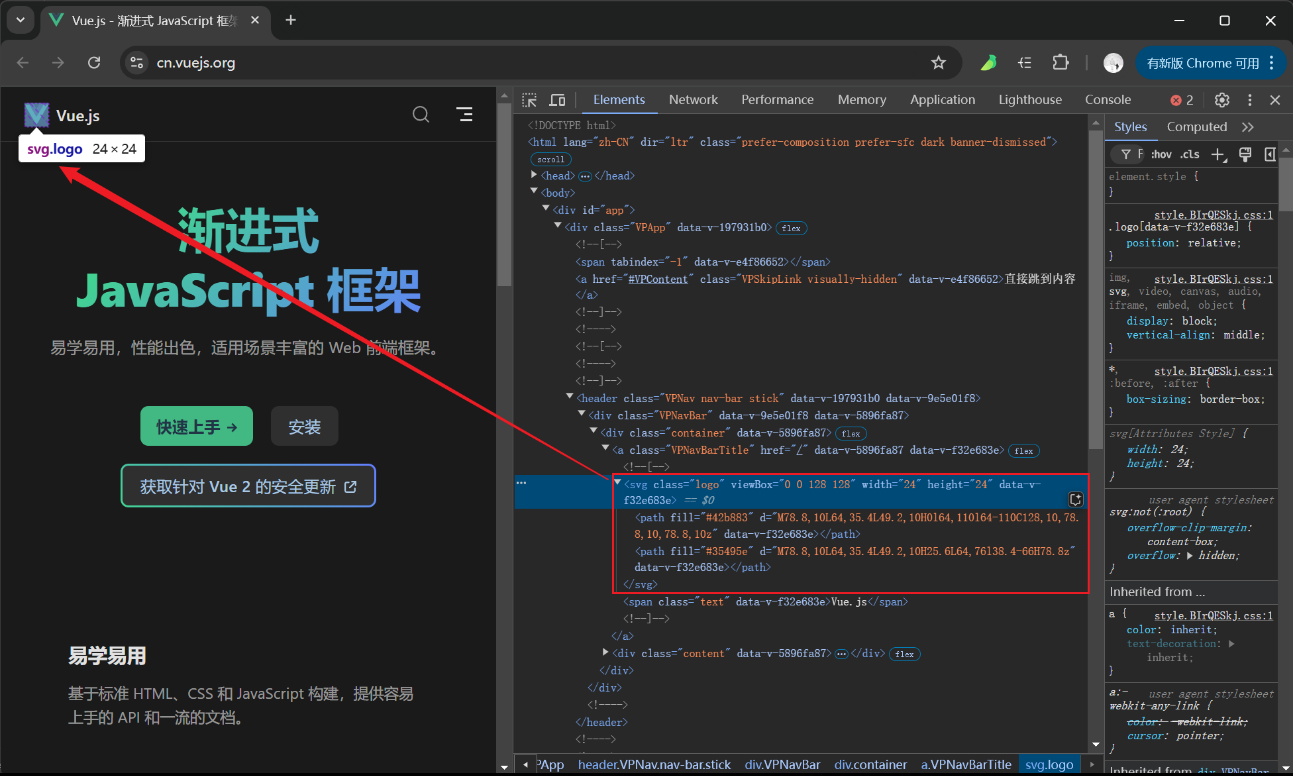 Vue.js - 渐进式 JavaScript 框架
cn.vuejs.org
有新版 Chrome 可用
Vue.js
svg.logo 24 × 24
渐进式
JavaScript 框架
易学易用，性能出色，适用场景丰富的 Web 前端框架。
快速上手 →
安装
获取针对 Vue 2 的安全更新
易学易用
基于标准 HTML、CSS 和 JavaScript 构建，提供容易
上手的 API 和一流的文档。
Elements Network Performance Memory Application Lighthouse Console 2
<!DOCTYPE html>
<html lang="zh-CN" dir="ltr" class="prefer-composition prefer-sfc dark banner-dismissed">
scroll
<head> ⋯ </head>
<body>
<div id="app">
<div class="VPApp" data-v-197931b0> flex
<!--[-->
<span tabindex="-1" data-v-e4f86652></span>
<a href="#VPContent" class="VPSkipLink visually-hidden" data-v-e4f86652>直接跳到内容
</a>
<!--]-->
<!---->
<!--[-->
<!---->
<!--]-->
<header class="VPNav nav-bar stick" data-v-197931b0 data-v-9e5e01f8>
<div class="VPNavBar" data-v-9e5e01f8 data-v-5896fa87>
<div class="container" data-v-5896fa87> flex
<a class="VPNavBarTitle" href="/" data-v-5896fa87 data-v-f32e683e> flex
<!--[-->
<svg class="logo" viewBox="0 0 128 128" width="24" height="24" data-v-
f32e683e> == $0
<path fill="#42b883" d="M78.8,10L64,35.4L49.2,10H0l64,110l64-110C128,10,78.
8,10,78.8,10z" data-v-f32e683e></path>
<path fill="#35495e" d="M78.8,10L64,35.4L49.2,10H25.6L64,76l38.4-66H78.8z"
data-v-f32e683e></path>
</svg>
<span class="text" data-v-f32e683e>Vue.js</span>
<!--]-->
</a>
<div class="content" data-v-5896fa87> ⋯ </div> flex
</div>
</div>
<!---->
</header>
<!---->
header.VPNav.nav-bar.stick div.VPNavBar div.container a.VPNavBarTitle svg.logo
Styles Computed
:hov .cls
element.style {
}
style.BIrQESkj.css:1
.logo[data-v-f32e683e] {
position: relative;
}
img, style.BIrQESkj.css:1
svg, video, canvas, audio,
iframe, embed, object {
display: block;
vertical-align: middle;
}
*, style.BIrQESkj.css:1
:before, :after {
box-sizing: border-box;
}
svg[Attributes Style] {
width: 24;
height: 24;
}
user agent stylesheet
svg:not(:root) {
overflow-clip-margin:
content-box;
overflow: hidden;
}
Inherited from ...
a { style.BIrQESkj.css:1
color: inherit;
text-decoration:
inherit;
}
a:- user agent stylesheet
webkit-any-link {
color: -webkit-link;
cursor: pointer;
}
Inherited from div.VPNavBar